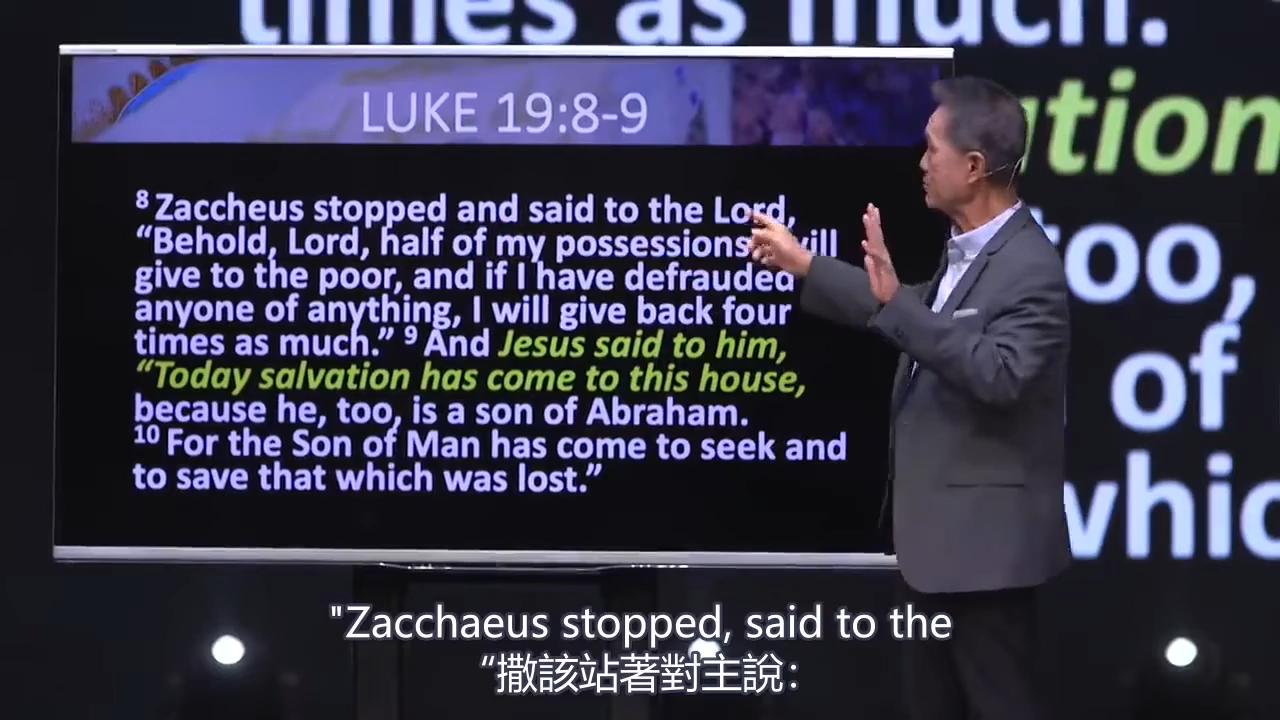 times as much.
LUKE 19:8-9
8 Zaccheus stopped and said to the Lord,
“Behold, Lord, half of my possessions will
give to the poor, and if I have defrauded
anyone of anything, I will give back four
times as much.” 9 And Jesus said to him,
“Today salvation has come to this house,
because he, too, is a son of Abraham.
10 For the Son of Man has come to seek and
to save that which was lost.”
too,
of
"Zacchaeus stopped, said to the
“撒該站著對主說：